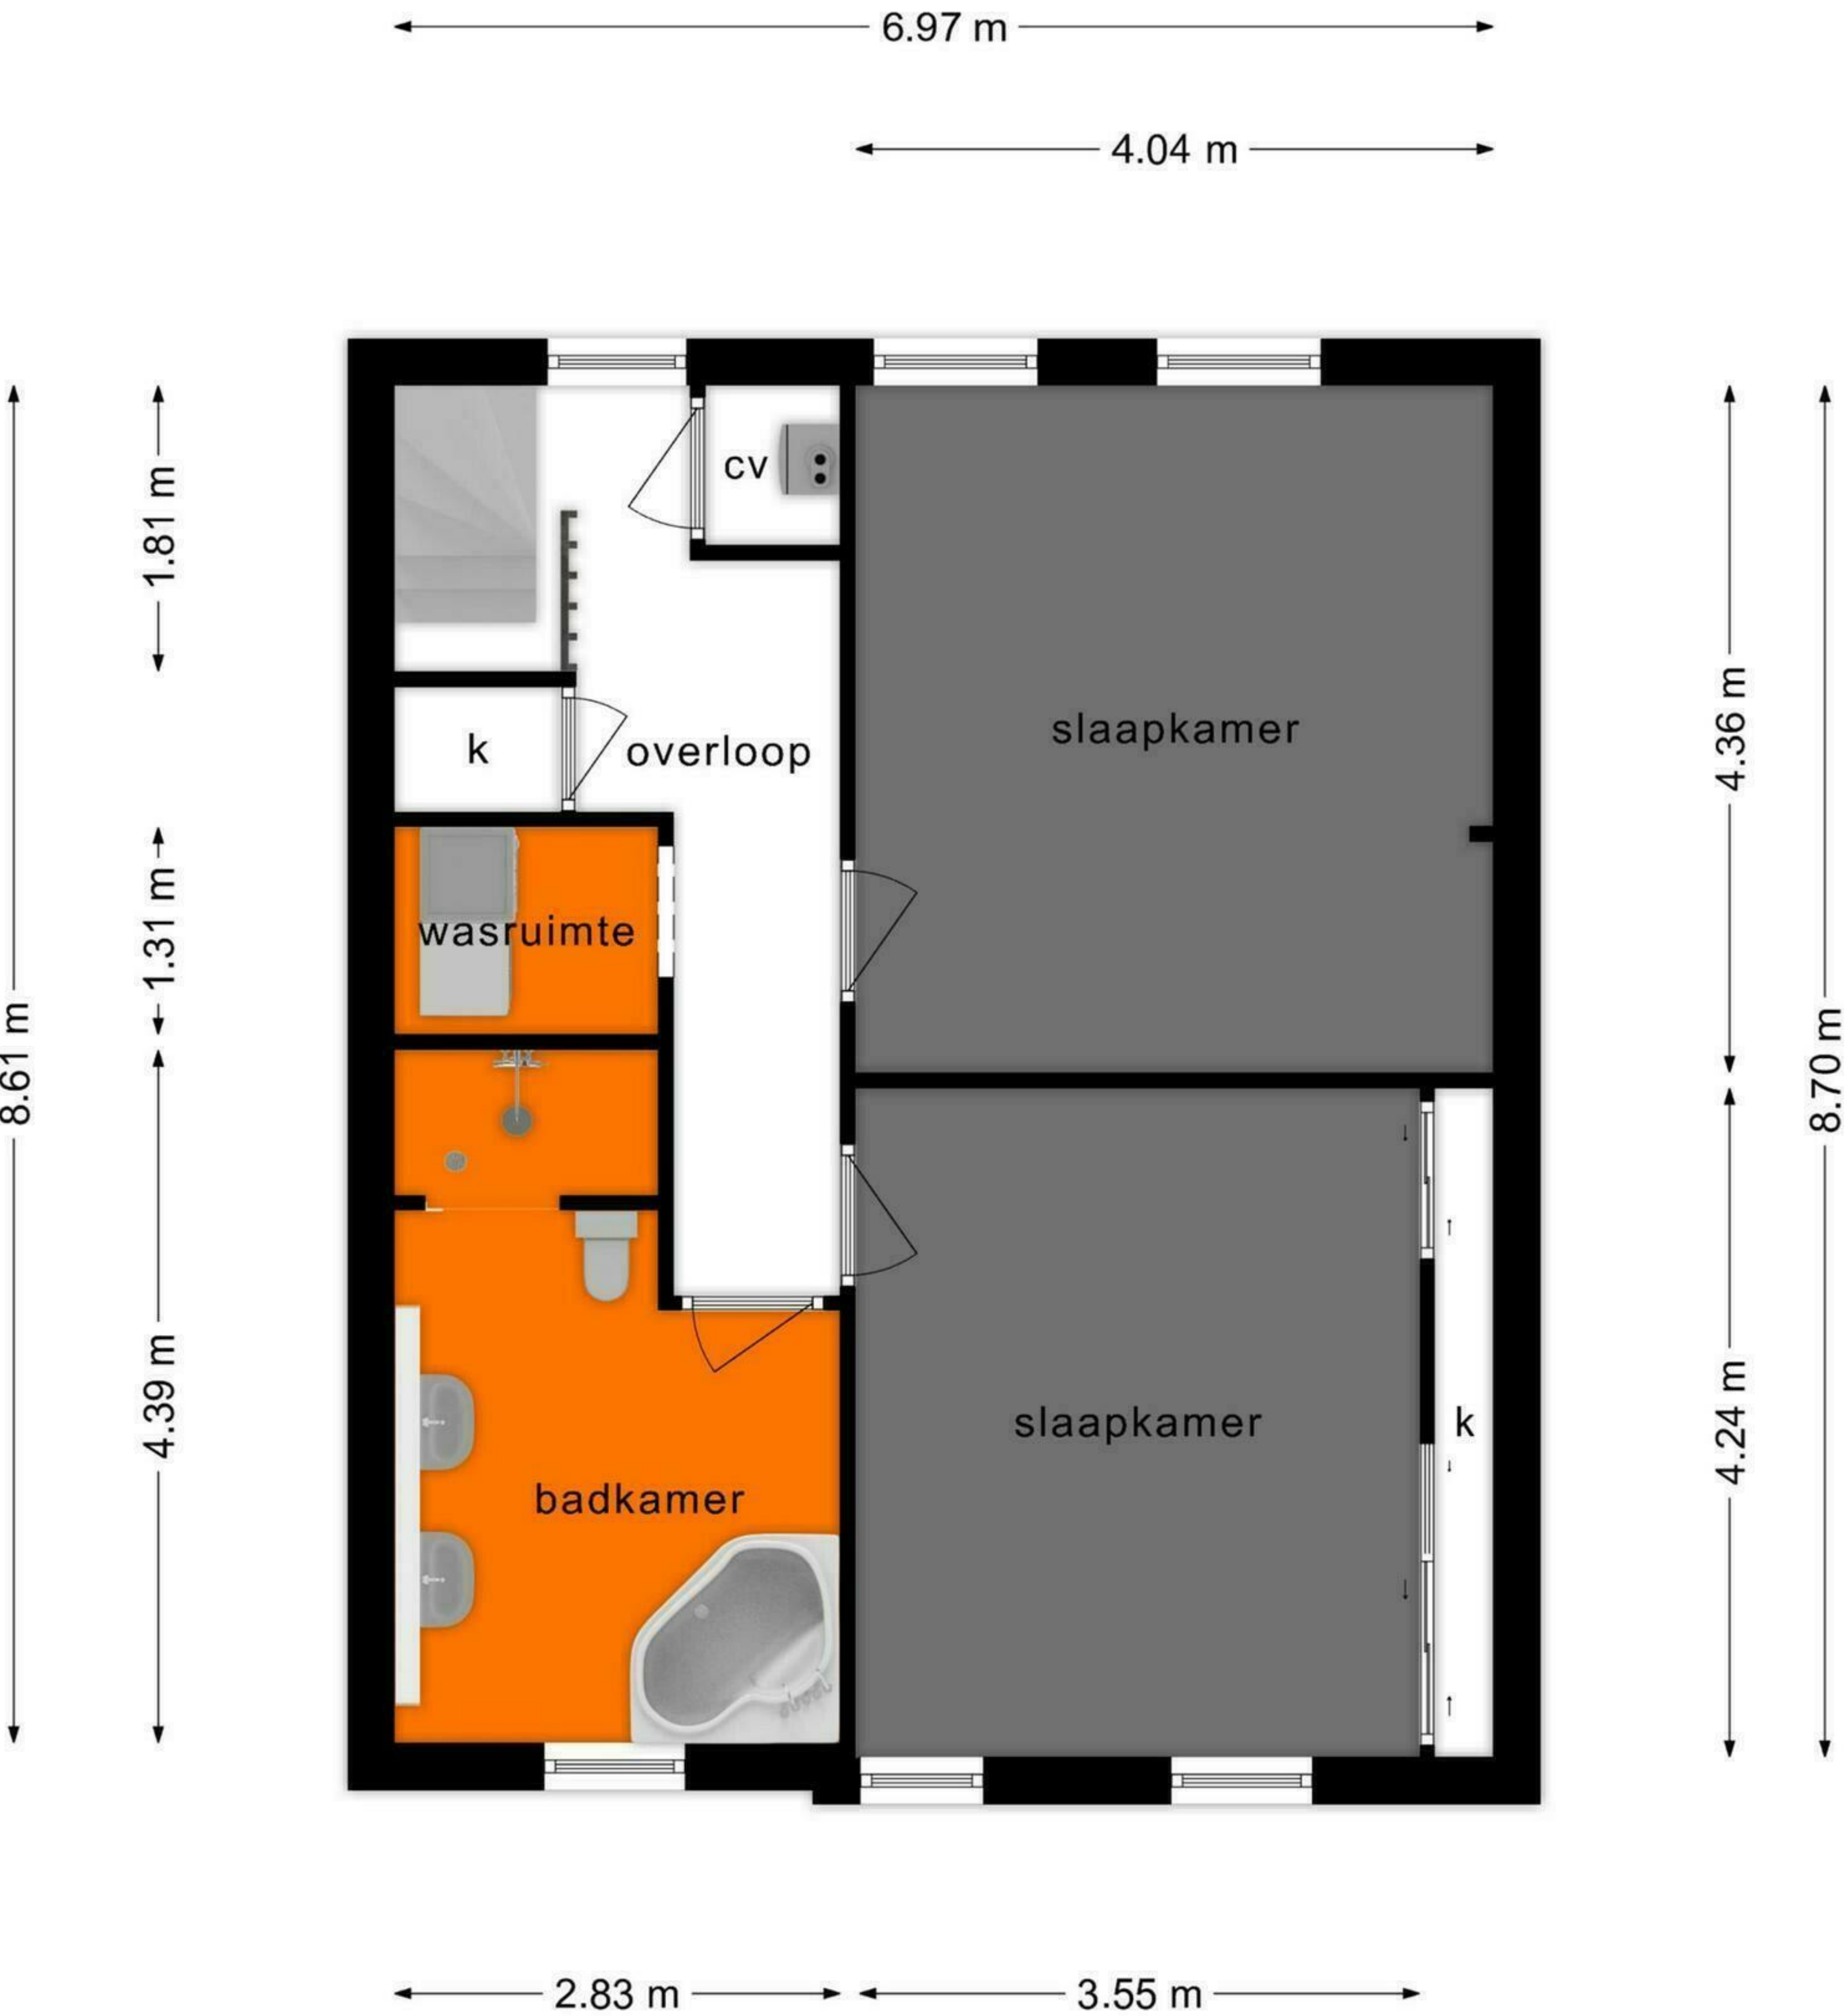 6.97 m
4.04 m
cv
1.81 m
slaapkamer
4.36 m
k
overloop
wasruimte
1.31 m
8.61 m
8.70 m
4.39 m
slaapkamer
k
4.24 m
badkamer
2.83 m
3.55 m